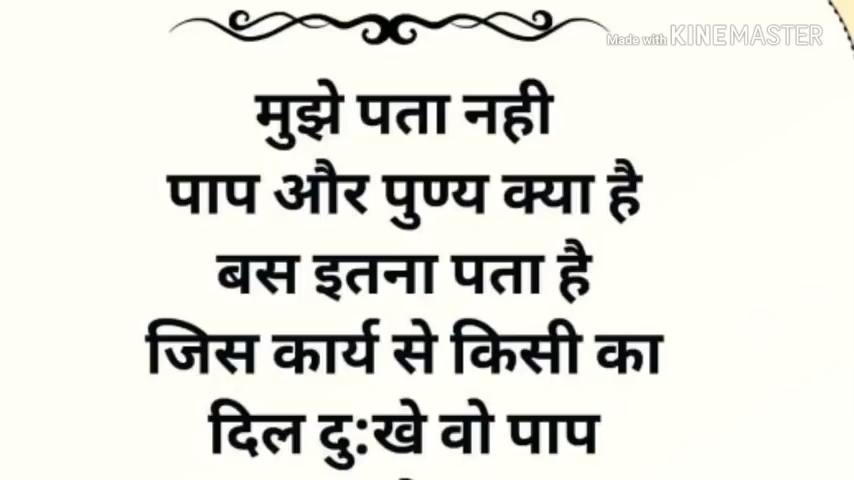 Made with KINEMASTER
मुझे पता नही
पाप और पुण्य क्या है
बस इतना पता है
जिस कार्य से किसी का
दिल दु:खे वो पाप